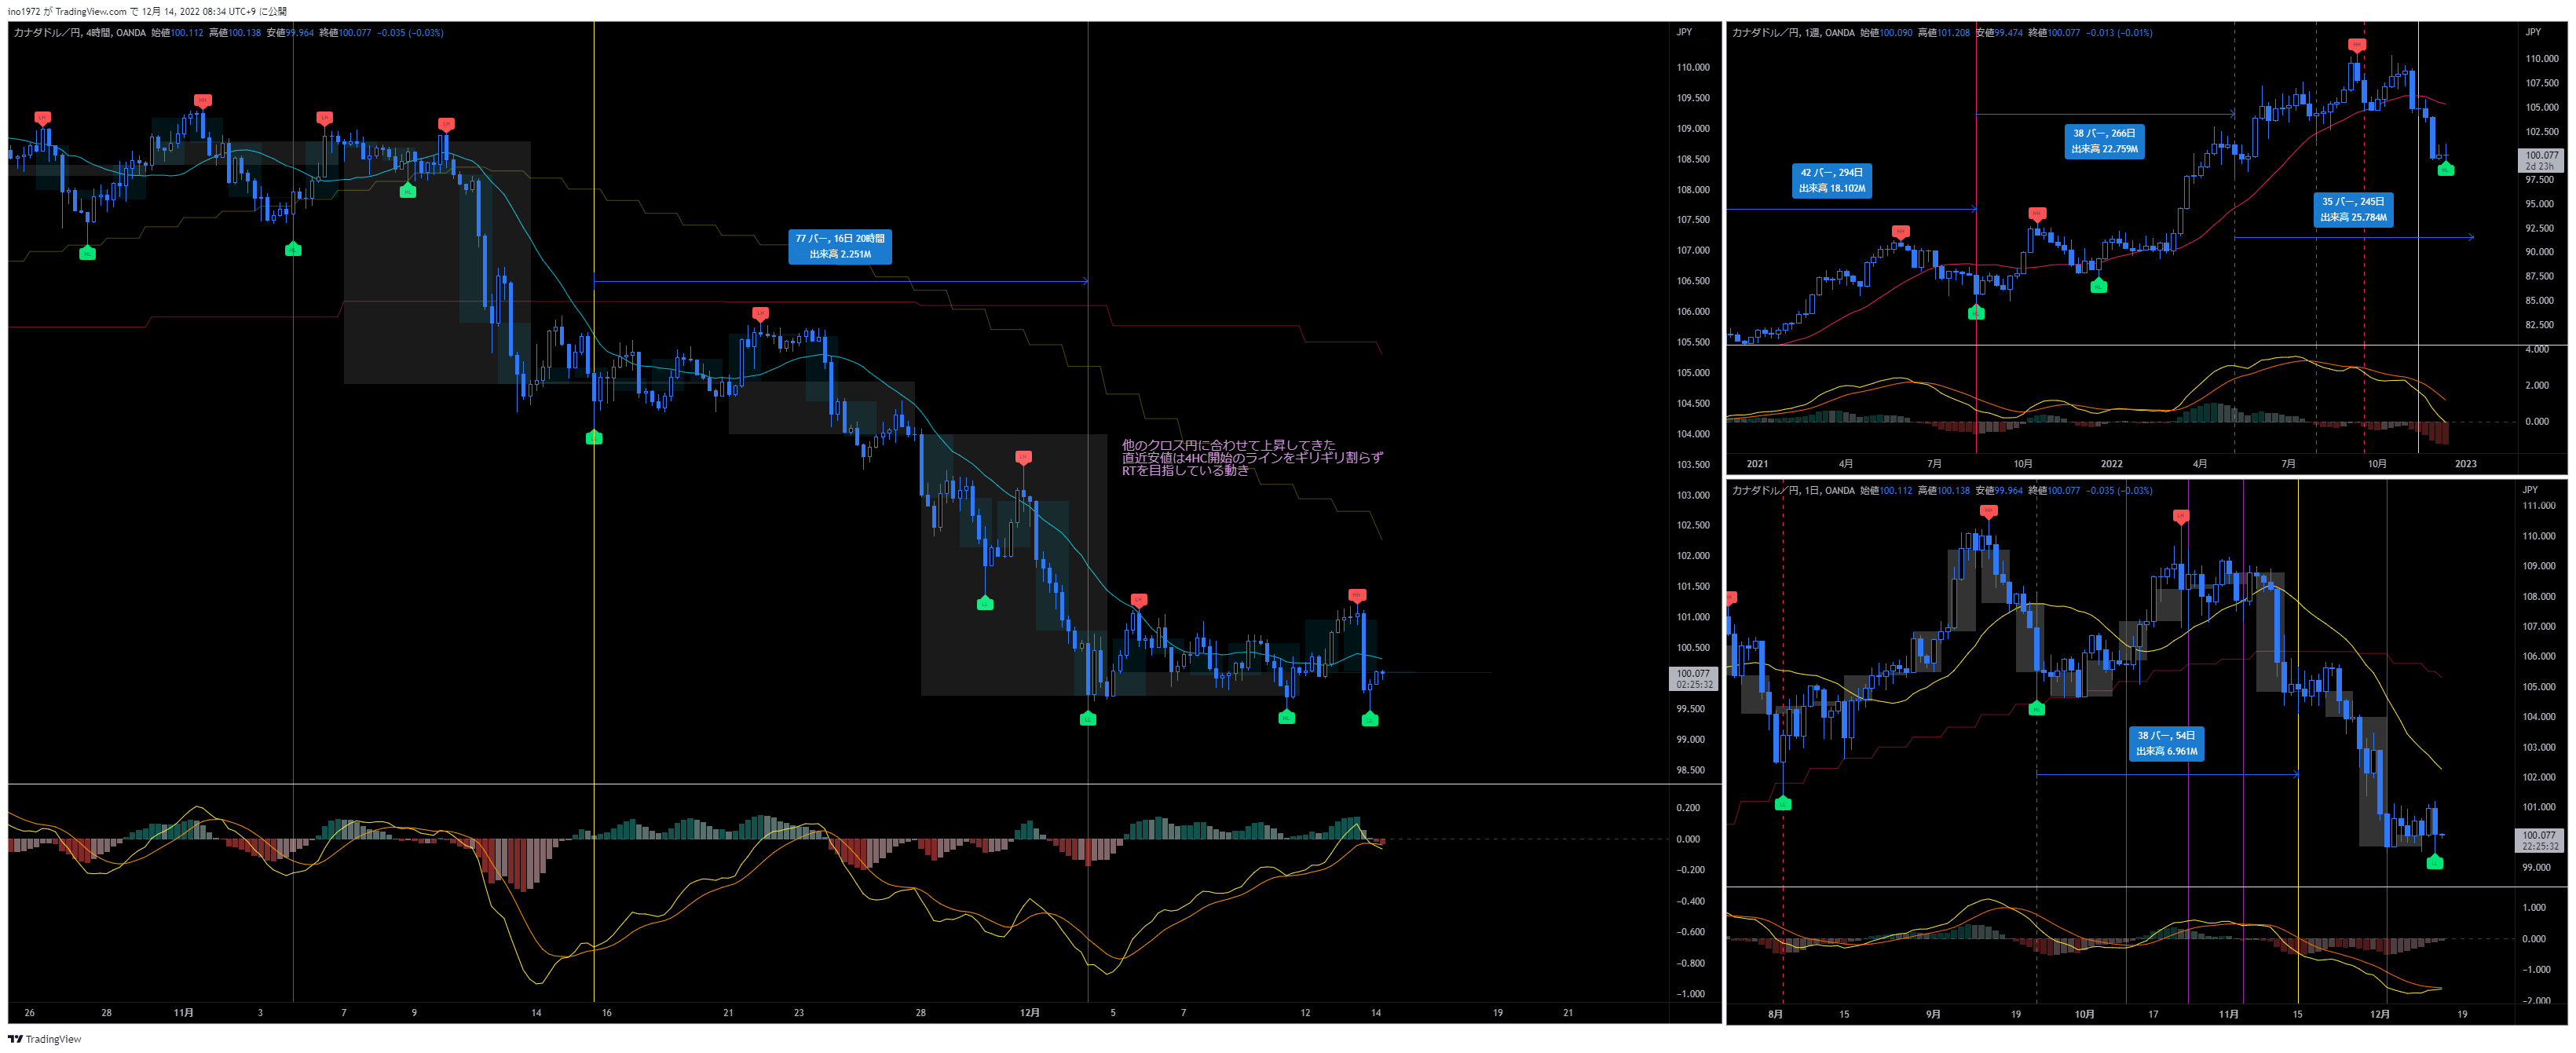 ino1972 が TradingView.com で 12月 14, 2022 08:34 UTC+9 に公開
カナダドル／円, 4時間, OANDA 始値100.112 高値100.138 安値99.964 終値100.077 −0.035 (−0.03%)
JPY
110.000
109.500
109.000
108.500
108.000
107.500
107.000
106.500
106.000
105.500
105.000
104.500
104.000
103.500
103.000
102.500
102.000
101.500
101.000
100.500
100.077
02:25:32
99.500
99.000
98.500
77 バー, 16日 20時間
出来高 2.251M
他のクロス円に合わせて上昇してきた
直近安値は4HC開始のラインをギリギリ割らず
RTを目指している動き
0.200
0.000
−0.200
−0.400
−0.600
−0.800
−1.000
26 28 11月 3 7 9 14 16 21 23 28 12月 5 7 12 14 19 21
カナダドル／円, 1週, OANDA 始値100.090 高値101.208 安値99.474 終値100.077 −0.013 (−0.01%)
JPY
110.000
107.500
105.000
102.500
100.077
2d 23h
97.500
95.000
92.500
90.000
87.500
85.000
82.500
42 バー, 294日
出来高 18.102M
38 バー, 266日
出来高 22.759M
35 バー, 245日
出来高 25.784M
4.000
2.000
0.000
2021 4月 7月 10月 2022 4月 7月 10月 2023
カナダドル／円, 1日, OANDA 始値100.112 高値100.138 安値99.964 終値100.077 −0.035 (−0.03%)
JPY
111.000
110.000
109.000
108.000
107.000
106.000
105.000
104.000
103.000
102.000
101.000
100.077
22:25:32
99.000
38 バー, 54日
出来高 6.961M
1.000
0.000
−1.000
−2.000
8月 15 9月 19 10月 17 11月 15 12月 19
TradingView